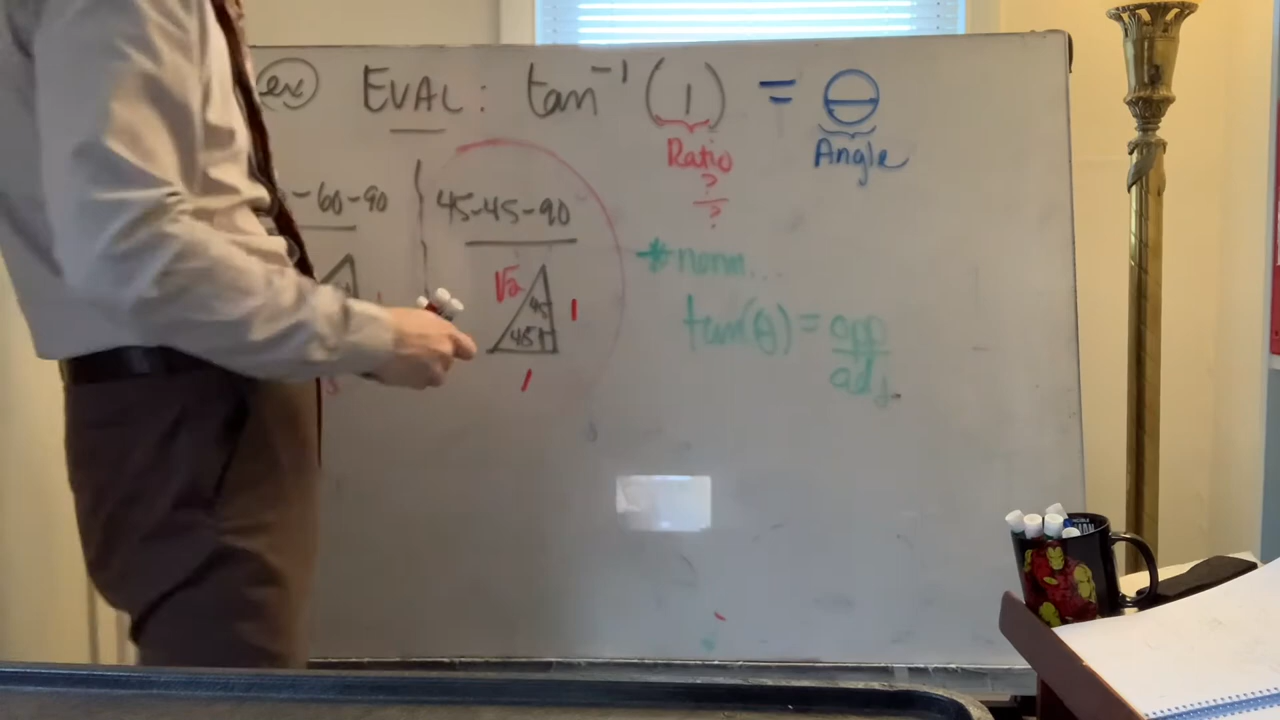 ex EVAL: tan⁻¹(1) = θ
Ratio
?
?
Angle
-60-90
45-45-90
√2
45
45
1
1
* norm...
tan(θ) = opp
adj.